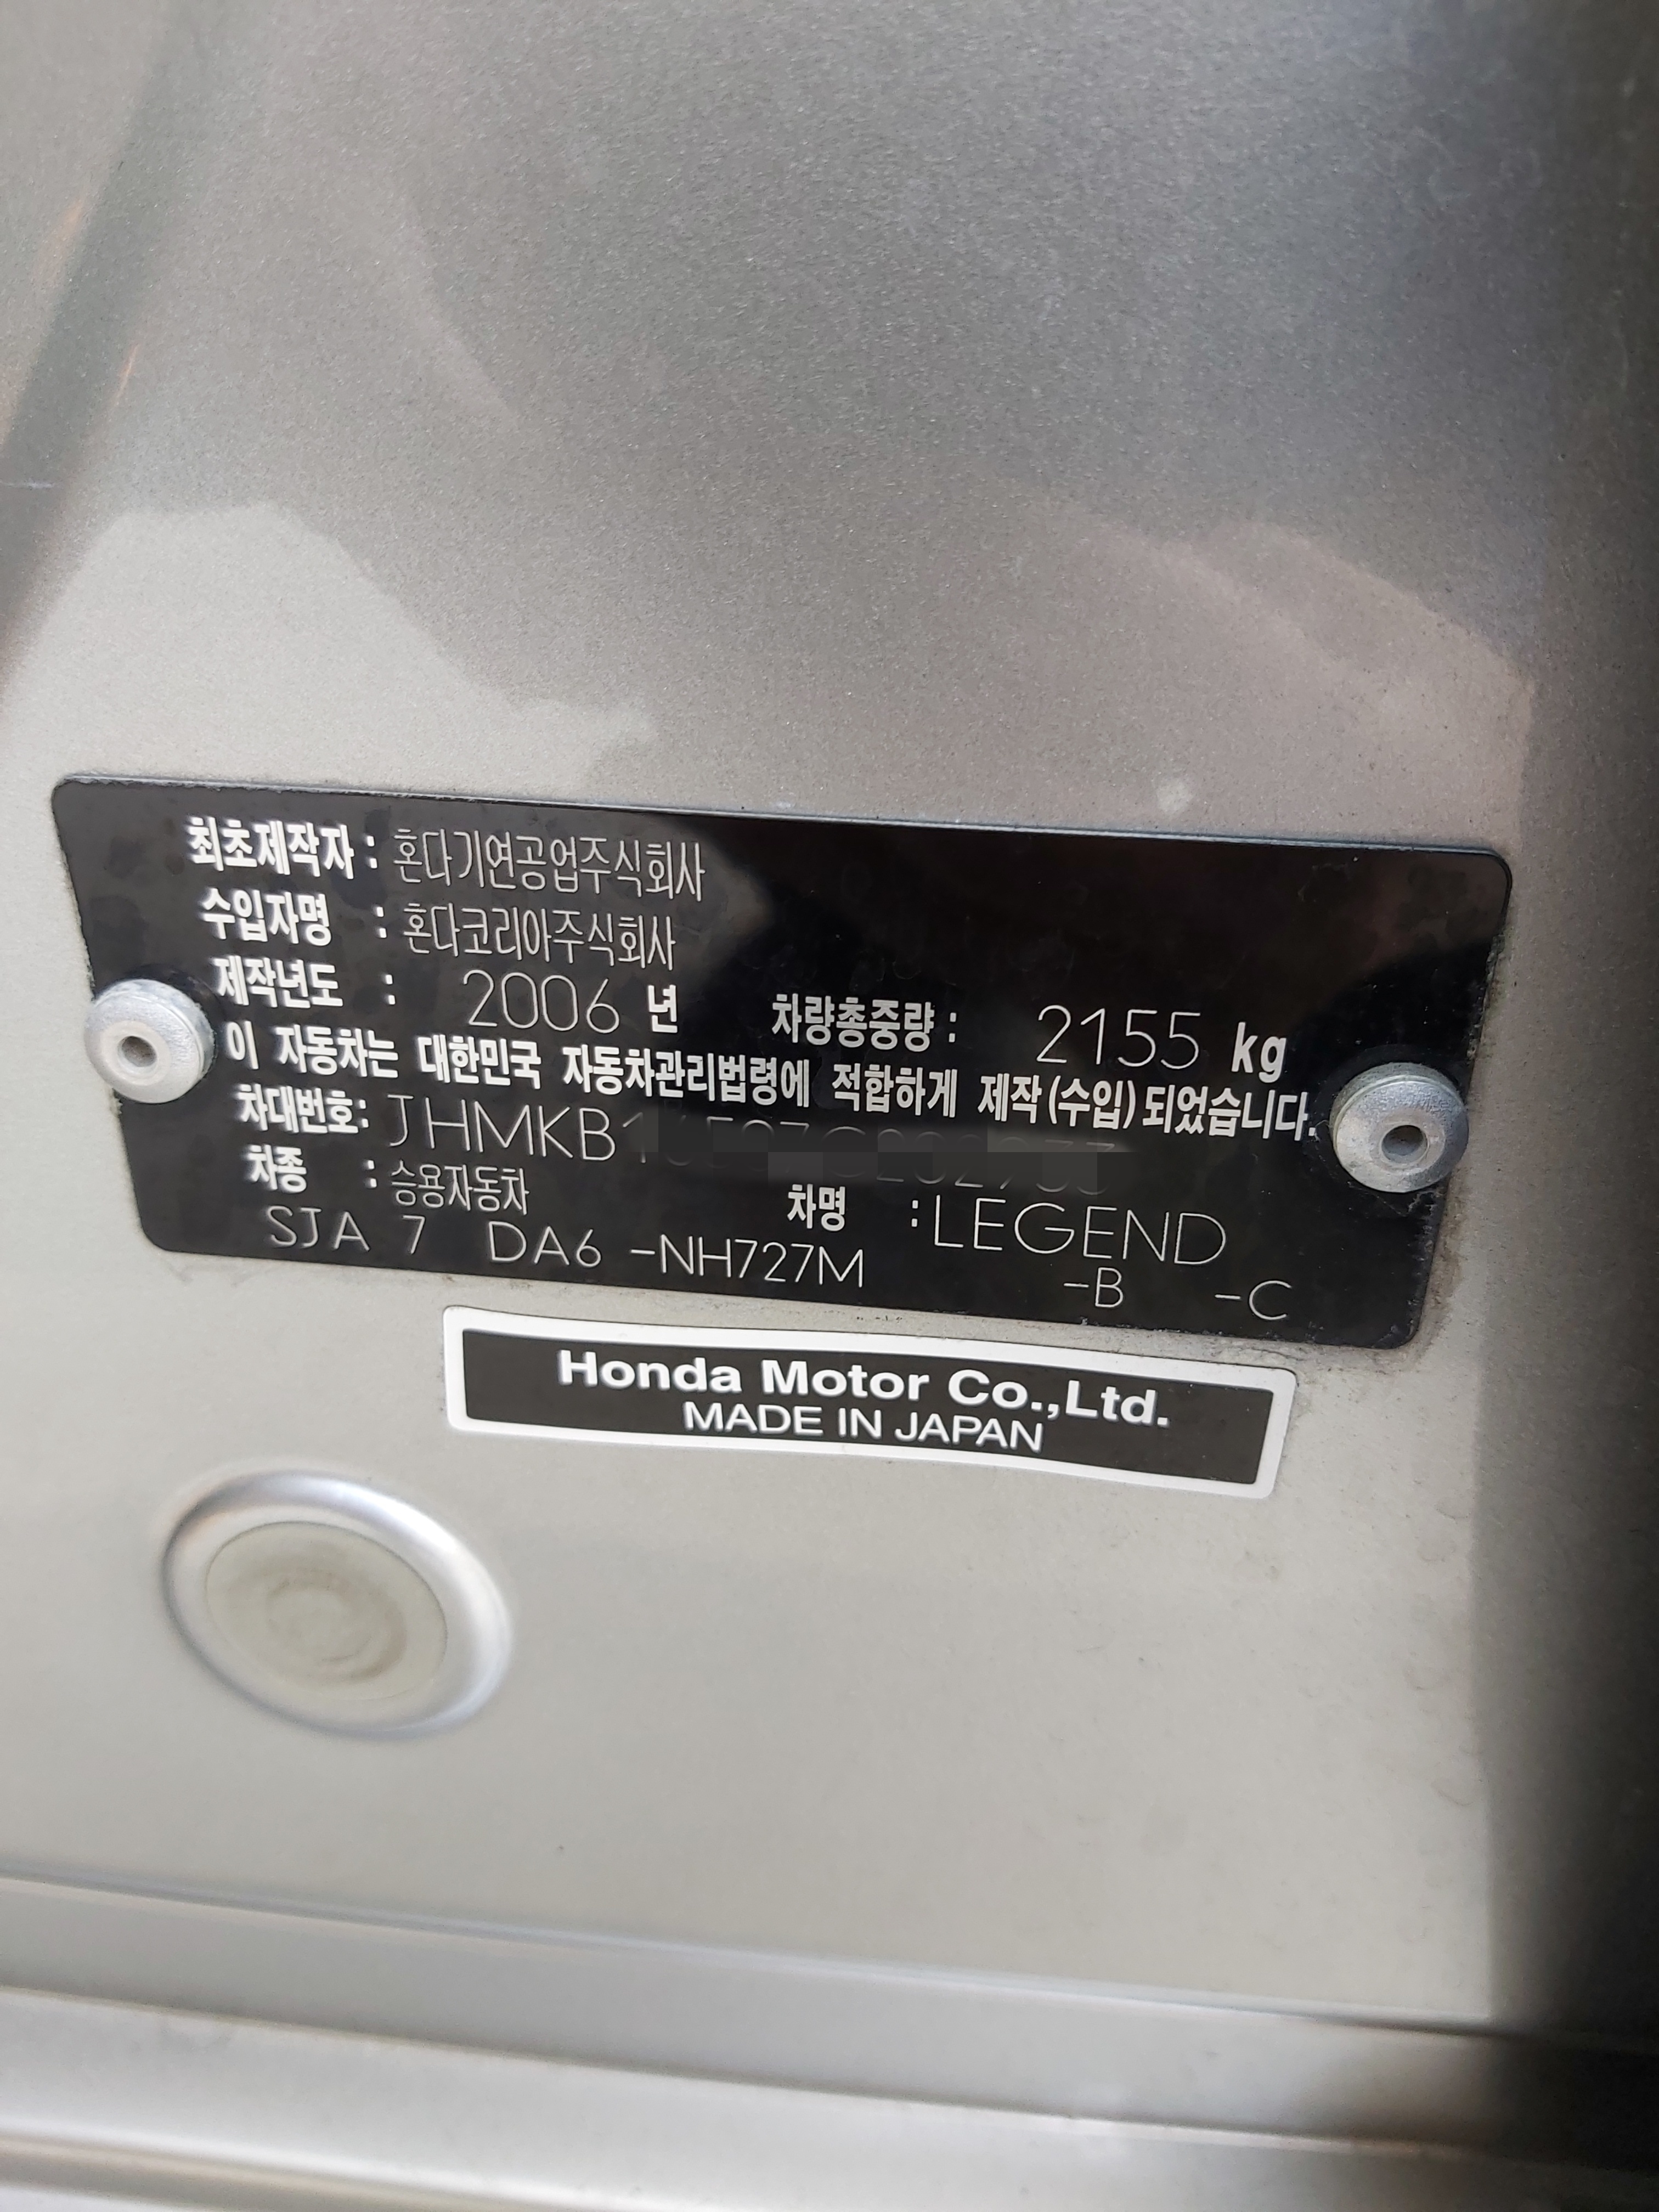 최초제작자 : 혼다기연공업주식회사
수입자명 : 혼다코리아주식회사
제작년도 : 2006 년 차량총중량 : 2155 kg
이 자동차는 대한민국 자동차관리법령에 적합하게 제작(수입)되었습니다.
차대번호: JHMKB1
차종 : 승용자동차 차명 : LEGEND
SJA 7 DA6 -NH727M -B -C
Honda Motor Co.,Ltd.
MADE IN JAPAN